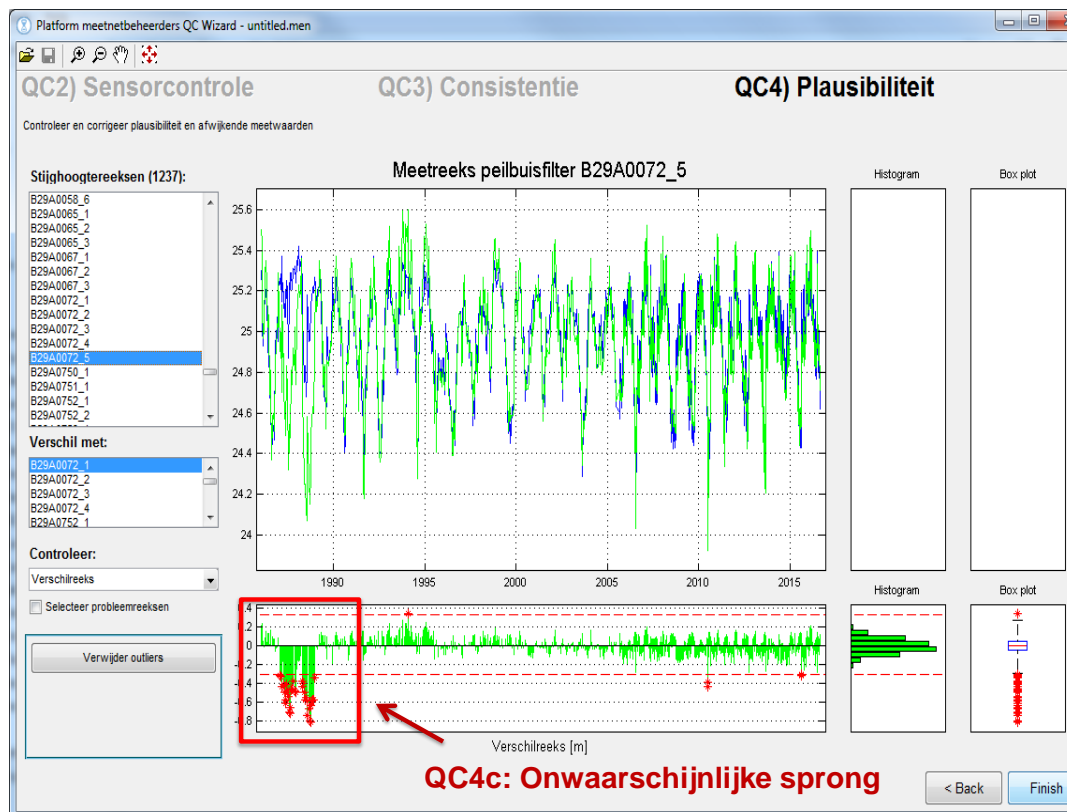 Platform meetnetbeheerders QC Wizard - untitled.men
QC2) Sensorcontrole
QC3) Consistentie
QC4) Plausibiliteit
Controleer en corrigeer plausibiliteit en afwijkende meetwaarden
Stijghoogtereeksen (1237):
B29A0058_6
B29A0065_1
B29A0065_2
B29A0065_3
B29A0067_1
B29A0067_2
B29A0067_3
B29A0072_1
B29A0072_2
B29A0072_3
B29A0072_4
B29A0072_5
B29A0750_1
B29A0751_1
B29A0752_1
B29A0752_2
Verschil met:
B29A0072_1
B29A0072_2
B29A0072_3
B29A0072_4
B29A0752_1
Controleer:
Verschilreeks
Selecteer probleemreeksen
Verwijder outliers
Meetreeks peilbuisfilter B29A0072_5
25.6
25.4
25.2
25
24.8
24.6
24.4
24.2
24
1990
1995
2000
2005
2010
2015
Histogram
Box plot
0.4
0.2
0
-0.2
-0.4
-0.6
-0.8
Verschilreeks [m]
Histogram
Box plot
QC4c: Onwaarschijnlijke sprong
< Back
Finish